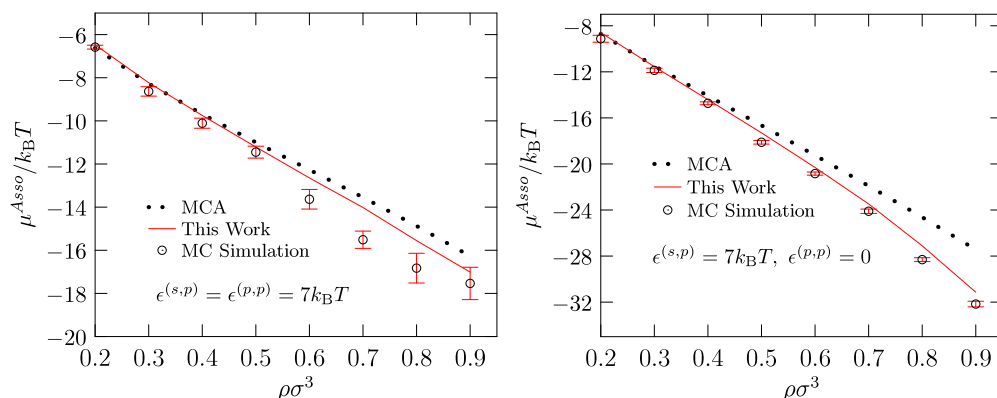 −6
−8
−10
−12
−14
−16
−18
−20
μ^{Asso}/k_BT
MCA
This Work
MC Simulation
ϵ^{(s,p)} = ϵ^{(p,p)} = 7k_BT
0.2 0.3 0.4 0.5 0.6 0.7 0.8 0.9
ρσ³
−8
−12
−16
−20
−24
−28
−32
μ^{Asso}/k_BT
MCA
This Work
MC Simulation
ϵ^{(s,p)} = 7k_BT, ϵ^{(p,p)} = 0
0.2 0.3 0.4 0.5 0.6 0.7 0.8 0.9
ρσ³